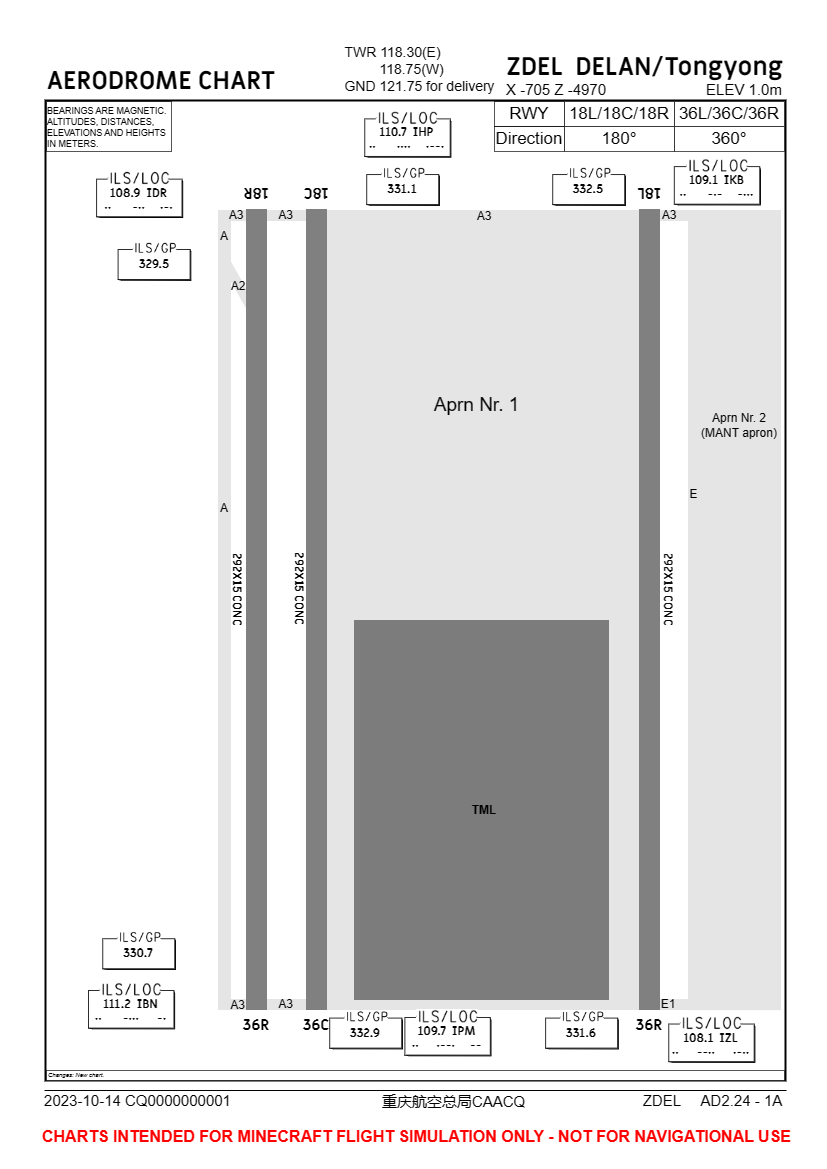 TWR 118.30(E)
118.75(W)
GND 121.75 for delivery
AERODROME CHART
ZDEL DELAN/Tongyong
X -705 Z -4970
ELEV 1.0m
BEARINGS ARE MAGNETIC.
ALTITUDES, DISTANCES,
ELEVATIONS AND HEIGHTS
IN METERS.
RWY 18L/18C/18R 36L/36C/36R
Direction 180° 360°
ILS/LOC
110.7 IHP
.. .... .--.
ILS/GP
331.1
ILS/GP
332.5
ILS/LOC
109.1 IKB
.. -.- -...
ILS/LOC
108.9 IDR
.. -.. .-.
18R
18C
18L
A3
A3
A3
A3
A
ILS/GP
329.5
A2
Aprn Nr. 1
Aprn Nr. 2
(MANT apron)
E
A
292X15 CONC
292X15 CONC
292X15 CONC
TML
ILS/GP
330.7
ILS/LOC
111.2 IBN
.. -... -.
A3
A3
E1
36R
36C
36R
ILS/GP
332.9
ILS/LOC
109.7 IPM
.. .--. --
ILS/GP
331.6
ILS/LOC
108.1 IZL
.. --.. .-..
Changes: New chart.
2023-10-14 CQ0000000001
重庆航空总局CAACQ
ZDEL AD2.24 - 1A
CHARTS INTENDED FOR MINECRAFT FLIGHT SIMULATION ONLY - NOT FOR NAVIGATIONAL USE